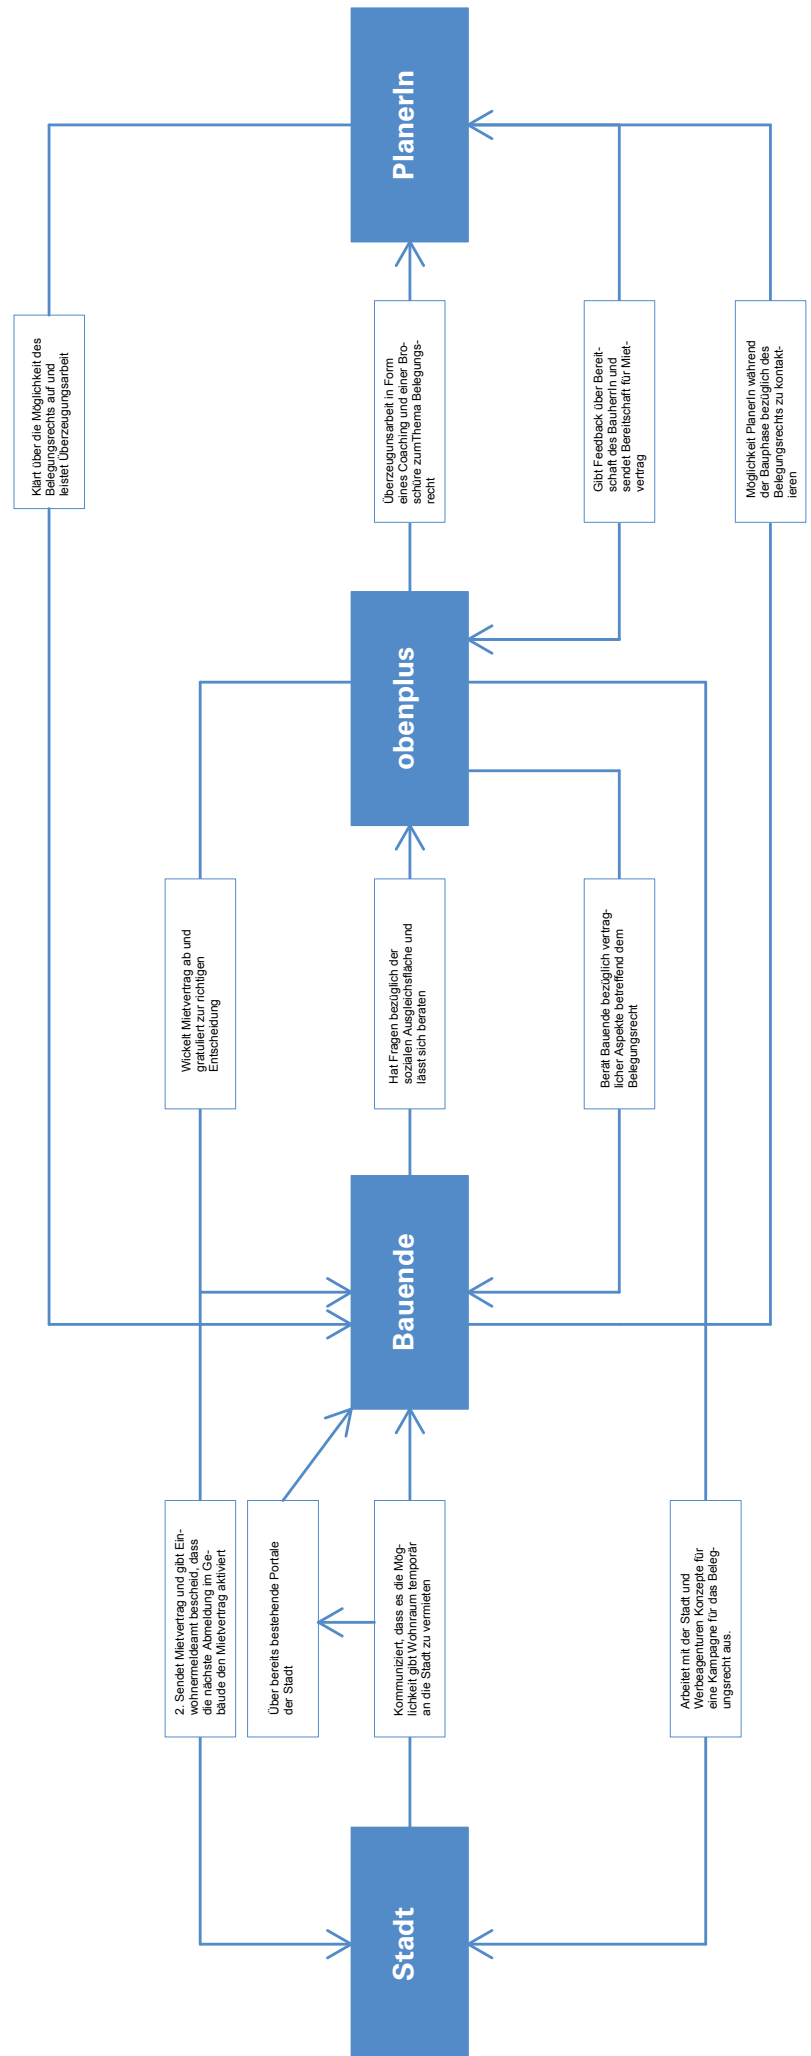 Klärt über die Möglichkeit des
Belegungsrechts auf und
leistet Überzeugungsarbeit
2. Sendet Mietvertrag und gibt Ein-
wohnermeldeamt bescheid, dass
die nächste Abmeldung im Ge-
bäude den Mietvertrag aktiviert
Wickelt Mietvertrag ab und
gratuliert zur richtigen
Entscheidung
Über bereits bestehende Portale
der Stadt
Stadt
Kommuniziert, dass es die Mög-
lichkeit gibt Wohnraum temporär
an die Stadt zu vermieten
Bauende
Hat Fragen bezüglich der
sozialen Ausgleichsfläche und
lässt sich beraten
obenplus
Überzeugunsarbeit in Form
eines Coaching und einer Bro-
schüre zumThema Belegungs-
recht
PlanerIn
Berät Bauende bezüglich vertrag-
licher Aspekte betreffend dem
Belegungsrecht
Gibt Feedback über Bereit-
schaft des BauherrIn und
sendet Bereitschaft für Miet-
vertrag
Arbeitet mit der Stadt und
Werbeagenturen Konzepte für
eine Kampagne für das Beleg-
ungsrecht aus.
Möglichkeit PlanerIn während
der Bauphase bezüglich des
Belegungsrechts zu kontakt-
ieren